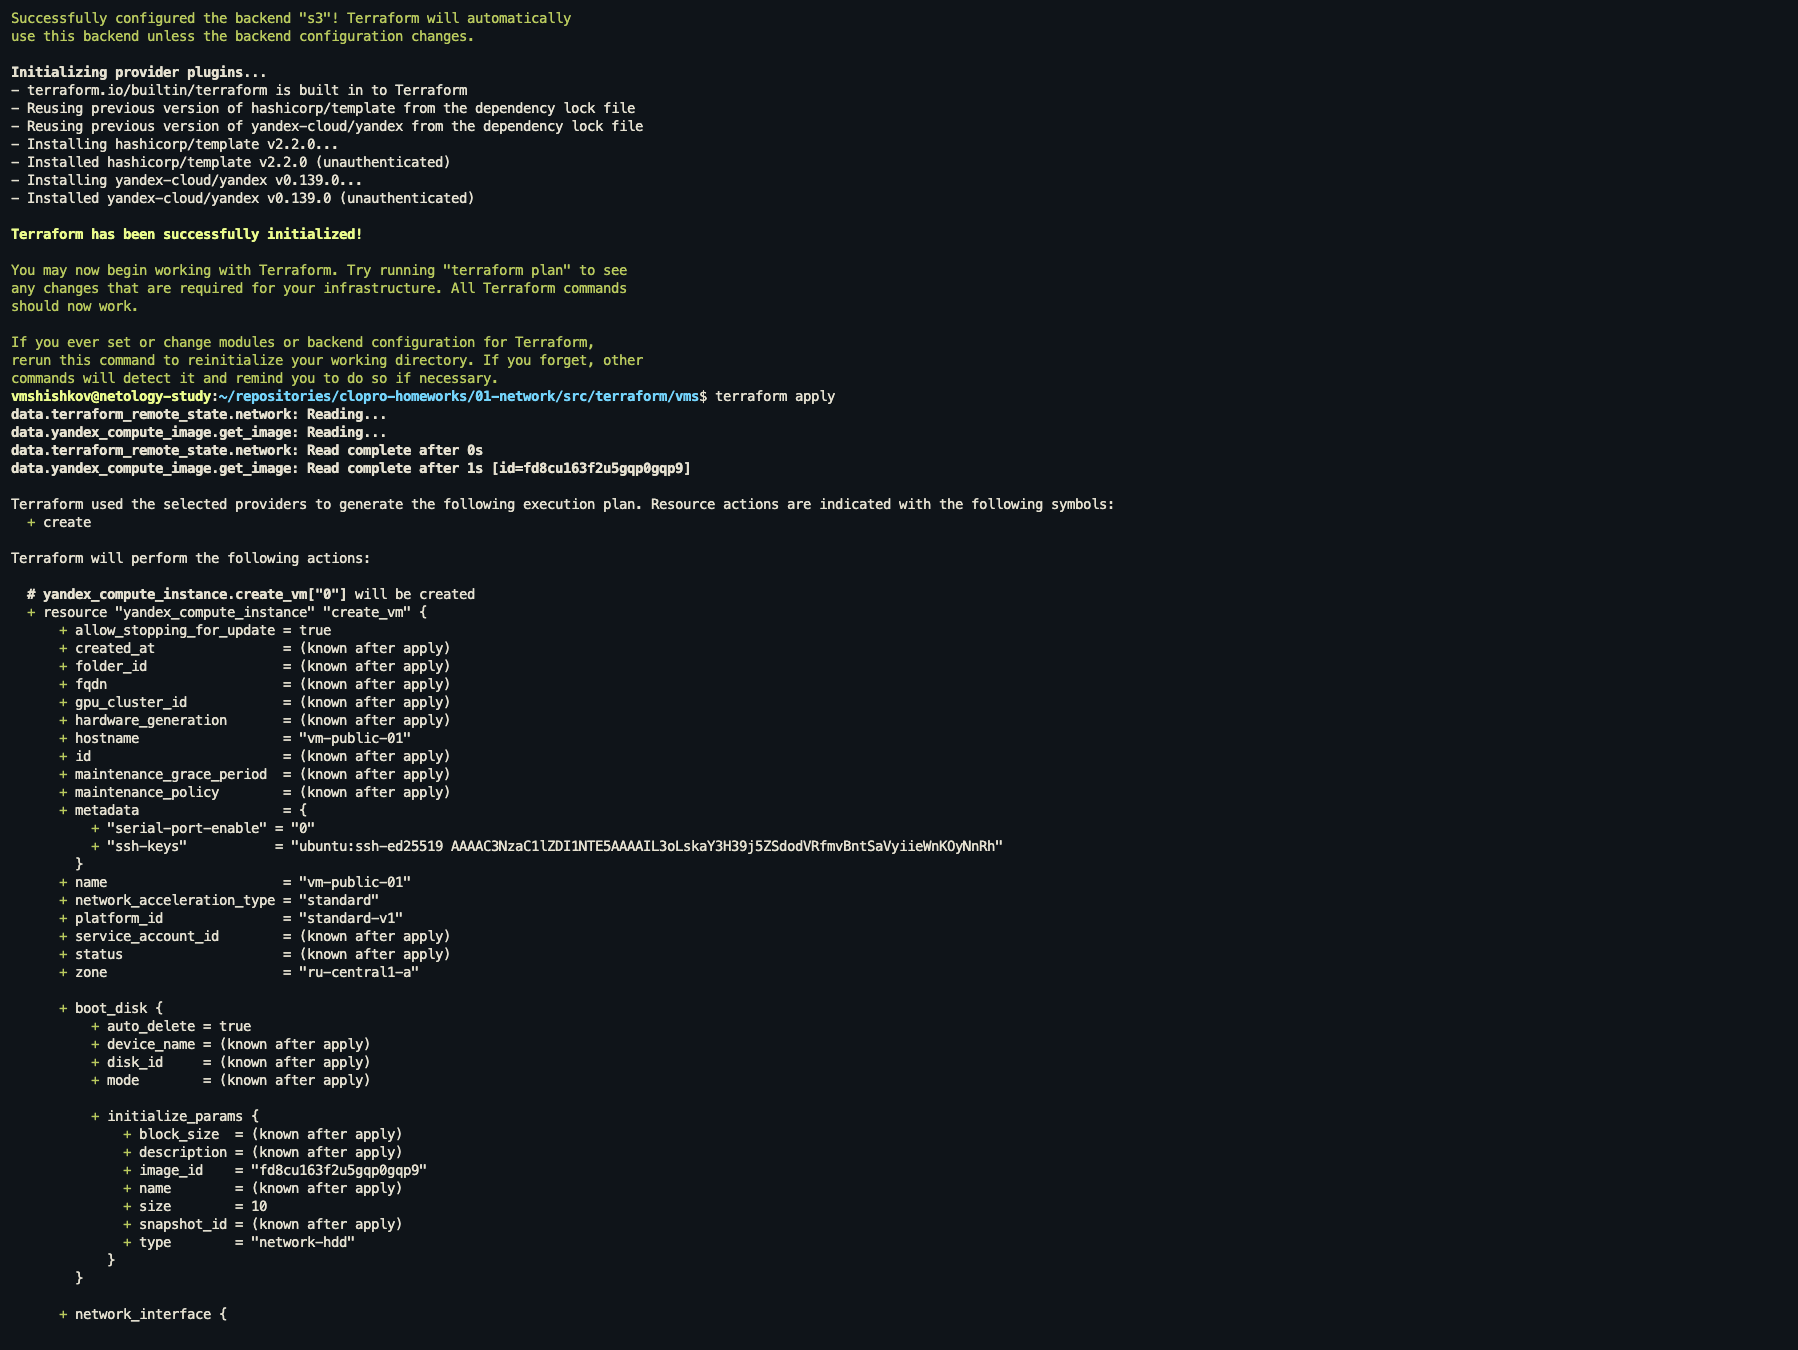 Successfully configured the backend "s3"! Terraform will automatically
use this backend unless the backend configuration changes.
Initializing provider plugins...
- terraform.io/builtin/terraform is built in to Terraform
- Reusing previous version of hashicorp/template from the dependency lock file
- Reusing previous version of yandex-cloud/yandex from the dependency lock file
- Installing hashicorp/template v2.2.0...
- Installed hashicorp/template v2.2.0 (unauthenticated)
- Installing yandex-cloud/yandex v0.139.0...
- Installed yandex-cloud/yandex v0.139.0 (unauthenticated)
Terraform has been successfully initialized!
You may now begin working with Terraform. Try running "terraform plan" to see
any changes that are required for your infrastructure. All Terraform commands
should now work.
If you ever set or change modules or backend configuration for Terraform,
rerun this command to reinitialize your working directory. If you forget, other
commands will detect it and remind you to do so if necessary.
vmshishkov@netology-study:~/repositories/clopro-homeworks/01-network/src/terraform/vms$ terraform apply
data.terraform_remote_state.network: Reading...
data.yandex_compute_image.get_image: Reading...
data.terraform_remote_state.network: Read complete after 0s
data.yandex_compute_image.get_image: Read complete after 1s [id=fd8cu163f2u5gqp0gqp9]
Terraform used the selected providers to generate the following execution plan. Resource actions are indicated with the following symbols:
  + create
Terraform will perform the following actions:
  # yandex_compute_instance.create_vm["0"] will be created
  + resource "yandex_compute_instance" "create_vm" {
      + allow_stopping_for_update = true
      + created_at                = (known after apply)
      + folder_id                 = (known after apply)
      + fqdn                      = (known after apply)
      + gpu_cluster_id            = (known after apply)
      + hardware_generation       = (known after apply)
      + hostname                  = "vm-public-01"
      + id                        = (known after apply)
      + maintenance_grace_period  = (known after apply)
      + maintenance_policy        = (known after apply)
      + metadata                  = {
          + "serial-port-enable" = "0"
          + "ssh-keys"           = "ubuntu:ssh-ed25519 AAAAC3NzaC1lZDI1NTE5AAAAIL3oLskaY3H39j5ZSdodVRfmvBntSaVyiieWnKOyNnRh"
        }
      + name                      = "vm-public-01"
      + network_acceleration_type = "standard"
      + platform_id               = "standard-v1"
      + service_account_id        = (known after apply)
      + status                    = (known after apply)
      + zone                      = "ru-central1-a"
      + boot_disk {
          + auto_delete = true
          + device_name = (known after apply)
          + disk_id     = (known after apply)
          + mode        = (known after apply)
          + initialize_params {
              + block_size  = (known after apply)
              + description = (known after apply)
              + image_id    = "fd8cu163f2u5gqp0gqp9"
              + name        = (known after apply)
              + size        = 10
              + snapshot_id = (known after apply)
              + type        = "network-hdd"
            }
        }
      + network_interface {